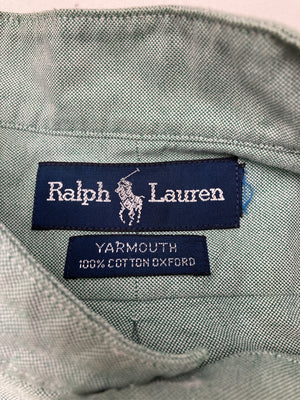 Ralph Lauren
YARMOUTH
100% COTTON OXFORD